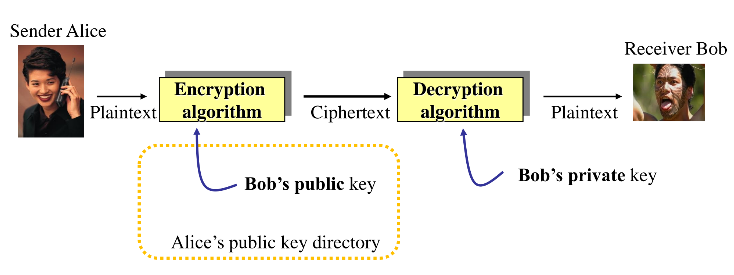 Sender Alice
Receiver Bob
Plaintext
Encryption
algorithm
Ciphertext
Decryption
algorithm
Plaintext
Bob's public key
Bob's private key
Alice's public key directory